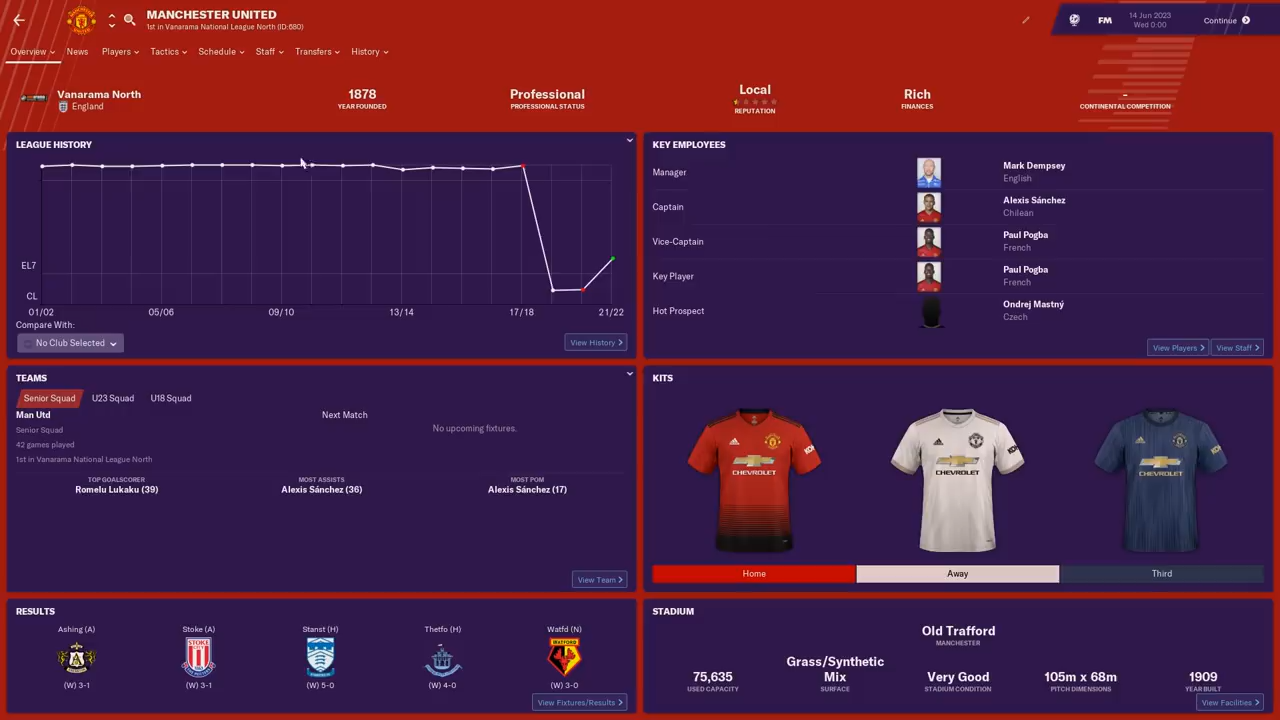 MANCHESTER UNITED
1st in Vanarama National League North (ID:680)
FM
14 Jun 2023
Wed 0:00
Continue
Overview
News
Players
Tactics
Schedule
Staff
Transfers
History
Vanarama North
England
1878
YEAR FOUNDED
Professional
PROFESSIONAL STATUS
Local
REPUTATION
Rich
FINANCES
-
CONTINENTAL COMPETITION
LEAGUE HISTORY
EL7
CL
01/02
05/06
09/10
13/14
17/18
21/22
Compare With:
No Club Selected
View History
KEY EMPLOYEES
Manager
Mark Dempsey
English
Captain
Alexis Sánchez
Chilean
Vice-Captain
Paul Pogba
French
Key Player
Paul Pogba
French
Hot Prospect
Ondrej Mastný
Czech
View Players
View Staff
TEAMS
Senior Squad
U23 Squad
U18 Squad
Man Utd
Senior Squad
42 games played
1st in Vanarama National League North
Next Match
No upcoming fixtures.
TOP GOALSCORER
Romelu Lukaku (39)
MOST ASSISTS
Alexis Sánchez (36)
MOST POM
Alexis Sánchez (17)
View Team
KITS
CHEVROLET
CHEVROLET
CHEVROLET
Home
Away
Third
RESULTS
Ashing (A)
(W) 3-1
Stoke (A)
STOKE
(W) 3-1
Stanst (H)
(W) 5-0
Thetfo (H)
(W) 4-0
Watfd (N)
WATFORD
(W) 3-0
View Fixtures/Results
STADIUM
Old Trafford
MANCHESTER
75,635
USED CAPACITY
Grass/Synthetic
Mix
SURFACE
Very Good
STADIUM CONDITION
105m x 68m
PITCH DIMENSIONS
1909
YEAR BUILT
View Facilities